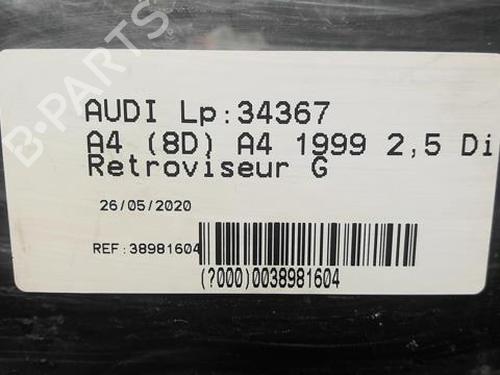 B-PARTS
AUDI Lp:34367
A4 (8D) A4 1999 2,5 Di
Retroviseur G
26/05/2020
REF:38981604
(?000)0038981604